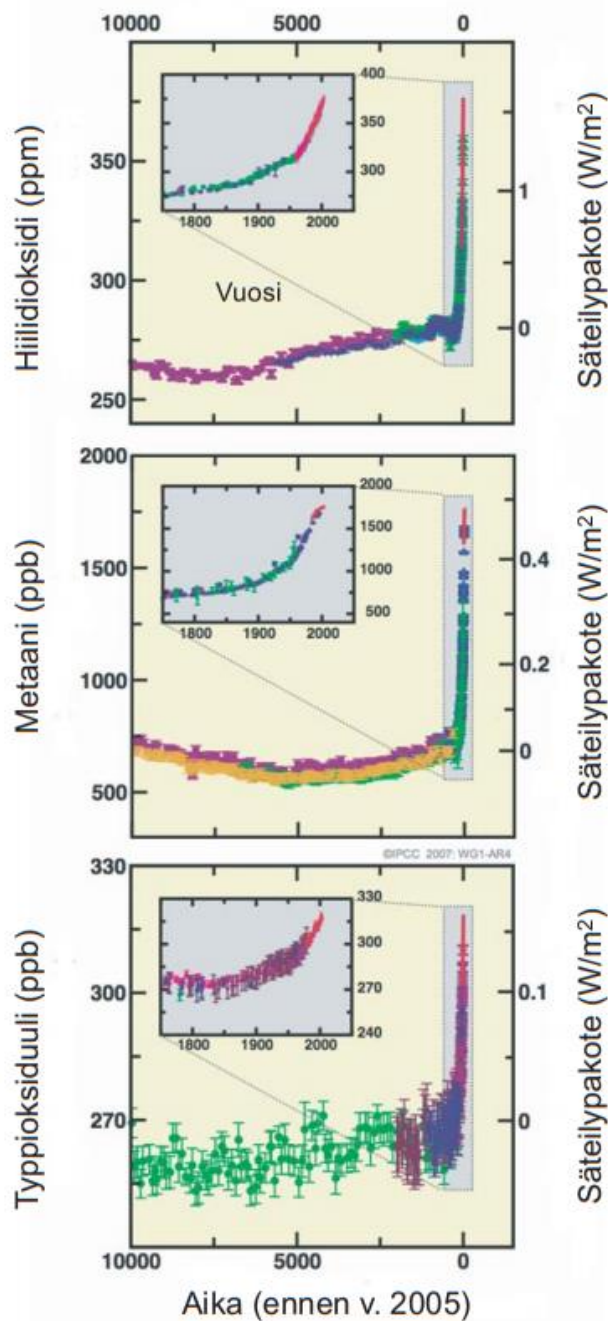 10000 5000 0
Hiilidioksidi (ppm)
350
300
250
400
350
300
1800 1900 2000
Vuosi
1
0
Säteilypakote (W/m²)
Metaani (ppb)
2000
1500
1000
500
2000
1500
1000
500
1800 1900 2000
0.4
0.2
0
Säteilypakote (W/m²)
©IPCC 2007: WG1-AR4
Typpioksiduuli (ppb)
330
300
270
330
300
270
240
1800 1900 2000
0.1
0
Säteilypakote (W/m²)
10000 5000 0
Aika (ennen v. 2005)